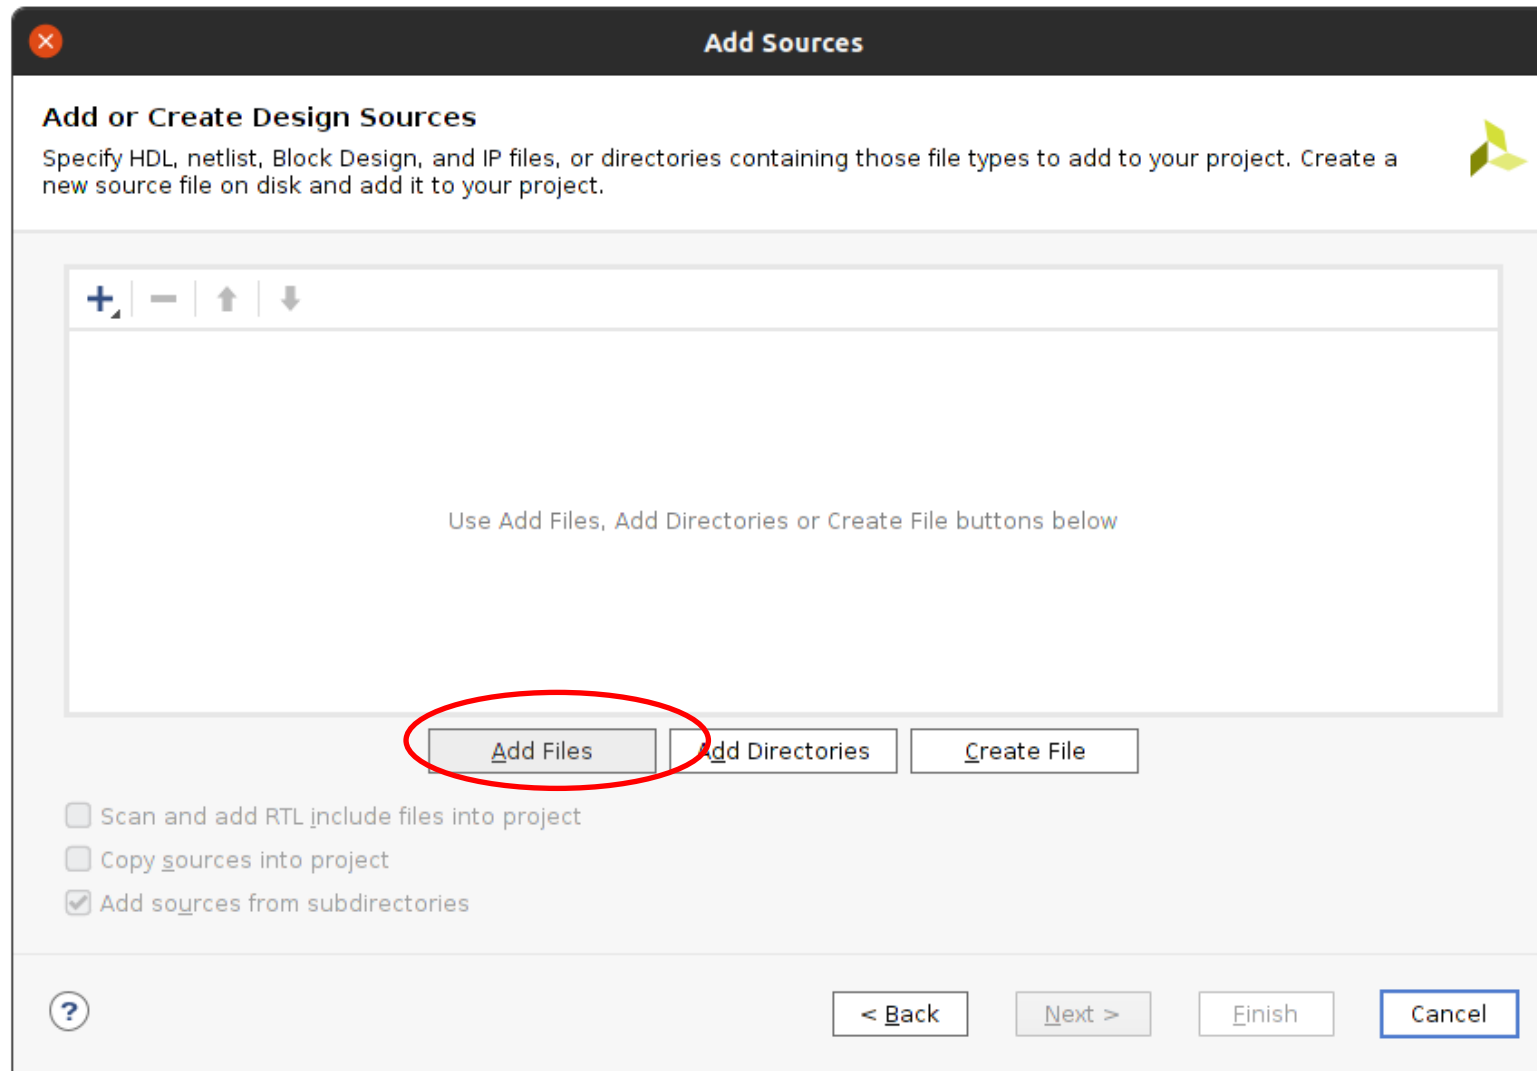 Add Sources
Add or Create Design Sources
Specify HDL, netlist, Block Design, and IP files, or directories containing those file types to add to your project. Create a
new source file on disk and add it to your project.
Use Add Files, Add Directories or Create File buttons below
Add Files
Add Directories
Create File
Scan and add RTL include files into project
Copy sources into project
Add sources from subdirectories
?
< Back
Next >
Finish
Cancel